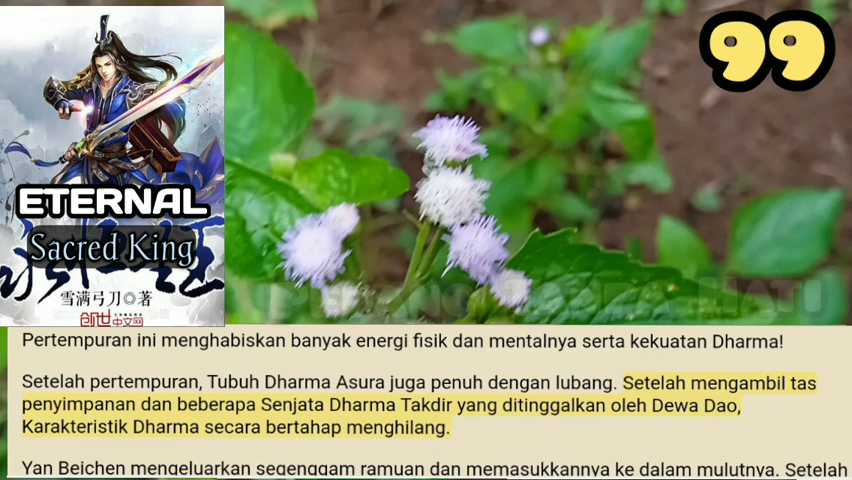 99
ETERNAL
Sacred King
雪满弓刀◎著
创世中文网
Pertempuran ini menghabiskan banyak energi fisik dan mentalnya serta kekuatan Dharma!
Setelah pertempuran, Tubuh Dharma Asura juga penuh dengan lubang. Setelah mengambil tas
penyimpanan dan beberapa Senjata Dharma Takdir yang ditinggalkan oleh Dewa Dao,
Karakteristik Dharma secara bertahap menghilang.
Yan Beichen mengeluarkan segenggam ramuan dan memasukkannya ke dalam mulutnya. Setelah